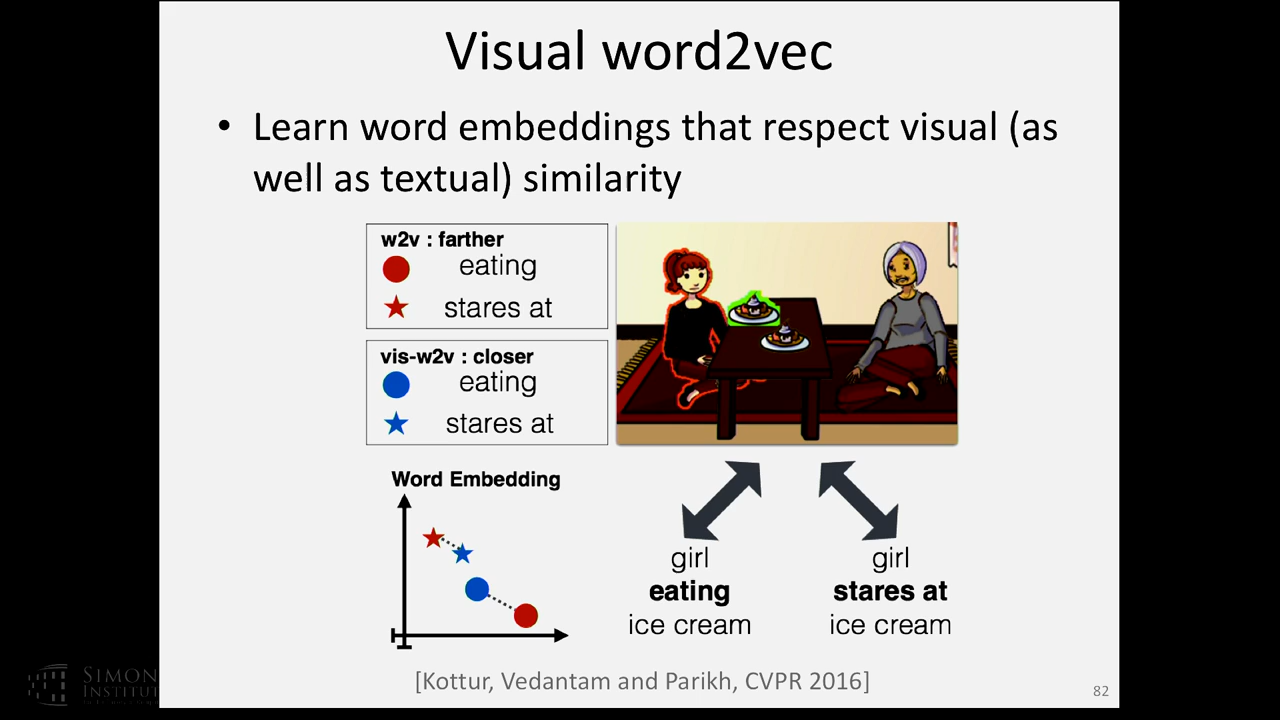 Visual word2vec
• Learn word embeddings that respect visual (as
well as textual) similarity
w2v : farther
eating
stares at
vis-w2v : closer
eating
stares at
Word Embedding
girl
eating
ice cream
girl
stares at
ice cream
[Kottur, Vedantam and Parikh, CVPR 2016]
82
SIMON
INSTITU